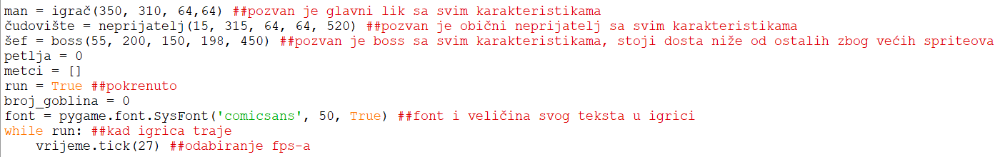 man = igrač(350, 310, 64,64) ##pozvan je glavni lik sa svim karakteristikama
čudovište = neprijatelj(15, 315, 64, 64, 520) ##pozvan je obični neprijatelj sa svim karakteristikama
šef = boss(55, 200, 150, 198, 450) ##pozvan je boss sa svim karakteristikama, stoji dosta niže od ostalih zbog većih spriteova
petlja = 0
metci = []
run = True ##pokrenuto
broj_goblina = 0
font = pygame.font.SysFont('comicsans', 50, True) ##font i veličina svog teksta u igrici
while run: ##kad igrica traje
    vrijeme.tick(27) ##odabiranje fps-a